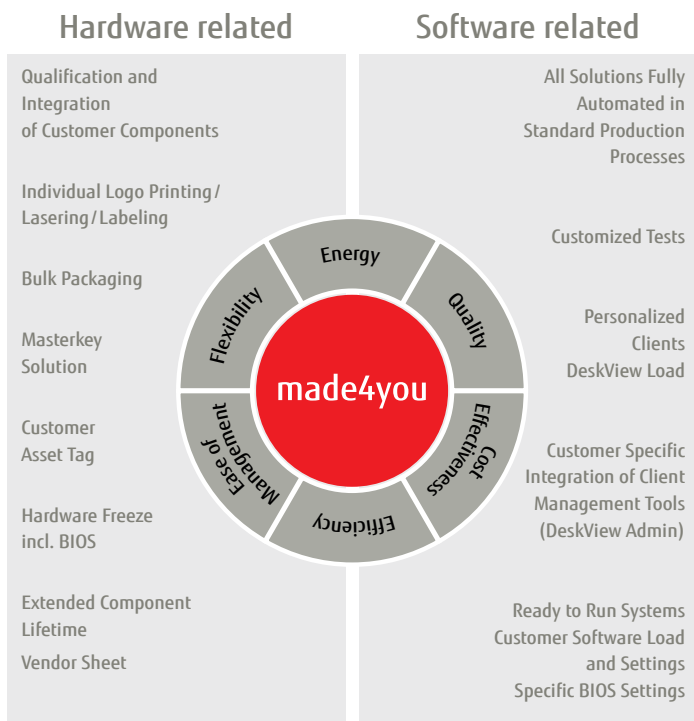 Hardware related
Qualification and
Integration
of Customer Components
Individual Logo Printing/
Lasering/Labeling
Bulk Packaging
Masterkey
Solution
Customer
Asset Tag
Hardware Freeze
incl. BIOS
Extended Component
Lifetime
Vendor Sheet
Energy
Quality
Cost
Effectiveness
Efficiency
Ease of
Management
Flexibility
made4you
Software related
All Solutions Fully
Automated in
Standard Production
Processes
Customized Tests
Personalized
Clients
DeskView Load
Customer Specific
Integration of Client
Management Tools
(DeskView Admin)
Ready to Run Systems
Customer Software Load
and Settings
Specific BIOS Settings